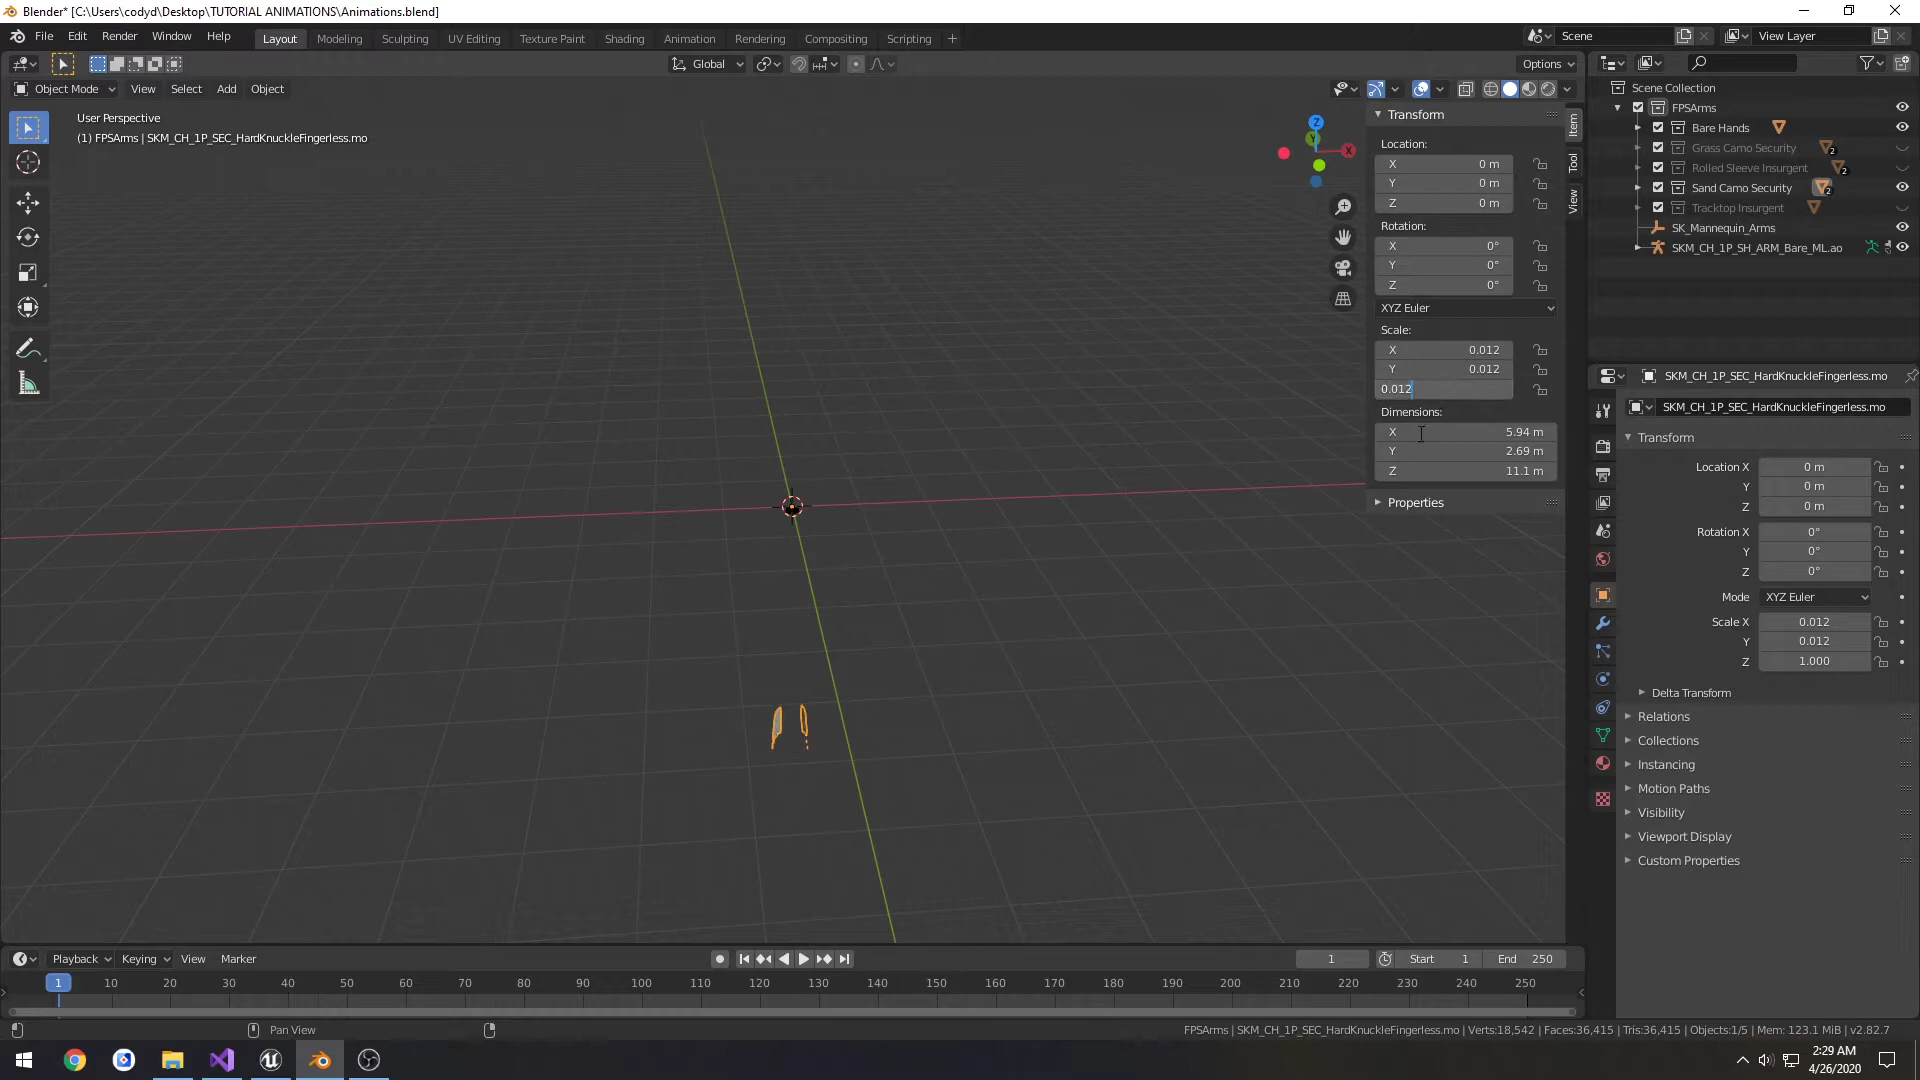 Blender* [C:\Users\codyd\Desktop\TUTORIAL ANIMATIONS\Animations.blend]
File Edit Render Window Help
Layout Modeling Sculpting UV Editing Texture Paint Shading Animation Rendering Compositing Scripting +
Scene
View Layer
Global
Options
Object Mode View Select Add Object
User Perspective
(1) FPSArms | SKM_CH_1P_SEC_HardKnuckleFingerless.mo
Z
Y
X
Transform
Location:
X 0 m
Y 0 m
Z 0 m
Rotation:
X 0°
Y 0°
Z 0°
XYZ Euler
Scale:
X 0.012
Y 0.012
0.012
Dimensions:
X 5.94 m
Y 2.69 m
Z 11.1 m
Properties
Item
Tool
View
Scene Collection
FPSArms
Bare Hands
Grass Camo Security 2
Rolled Sleeve Insurgent 2
Sand Camo Security 2
Tracktop Insurgent
SK_Mannequin_Arms
SKM_CH_1P_SH_ARM_Bare_ML.ao
SKM_CH_1P_SEC_HardKnuckleFingerless.mo
SKM_CH_1P_SEC_HardKnuckleFingerless.mo
Transform
Location X 0 m
Y 0 m
Z 0 m
Rotation X 0°
Y 0°
Z 0°
Mode XYZ Euler
Scale X 0.012
Y 0.012
Z 1.000
Delta Transform
Relations
Collections
Instancing
Motion Paths
Visibility
Viewport Display
Custom Properties
Playback Keying View Marker
1 Start 1 End 250
1 10 20 30 40 50 60 70 80 90 100 110 120 130 140 150 160 170 180 190 200 210 220 230 240 250
Pan View
FPSArms | SKM_CH_1P_SEC_HardKnuckleFingerless.mo | Verts:18,542 | Faces:36,415 | Tris:36,415 | Objects:1/5 | Mem: 123.1 MiB | v2.82.7
2:29 AM
4/26/2020